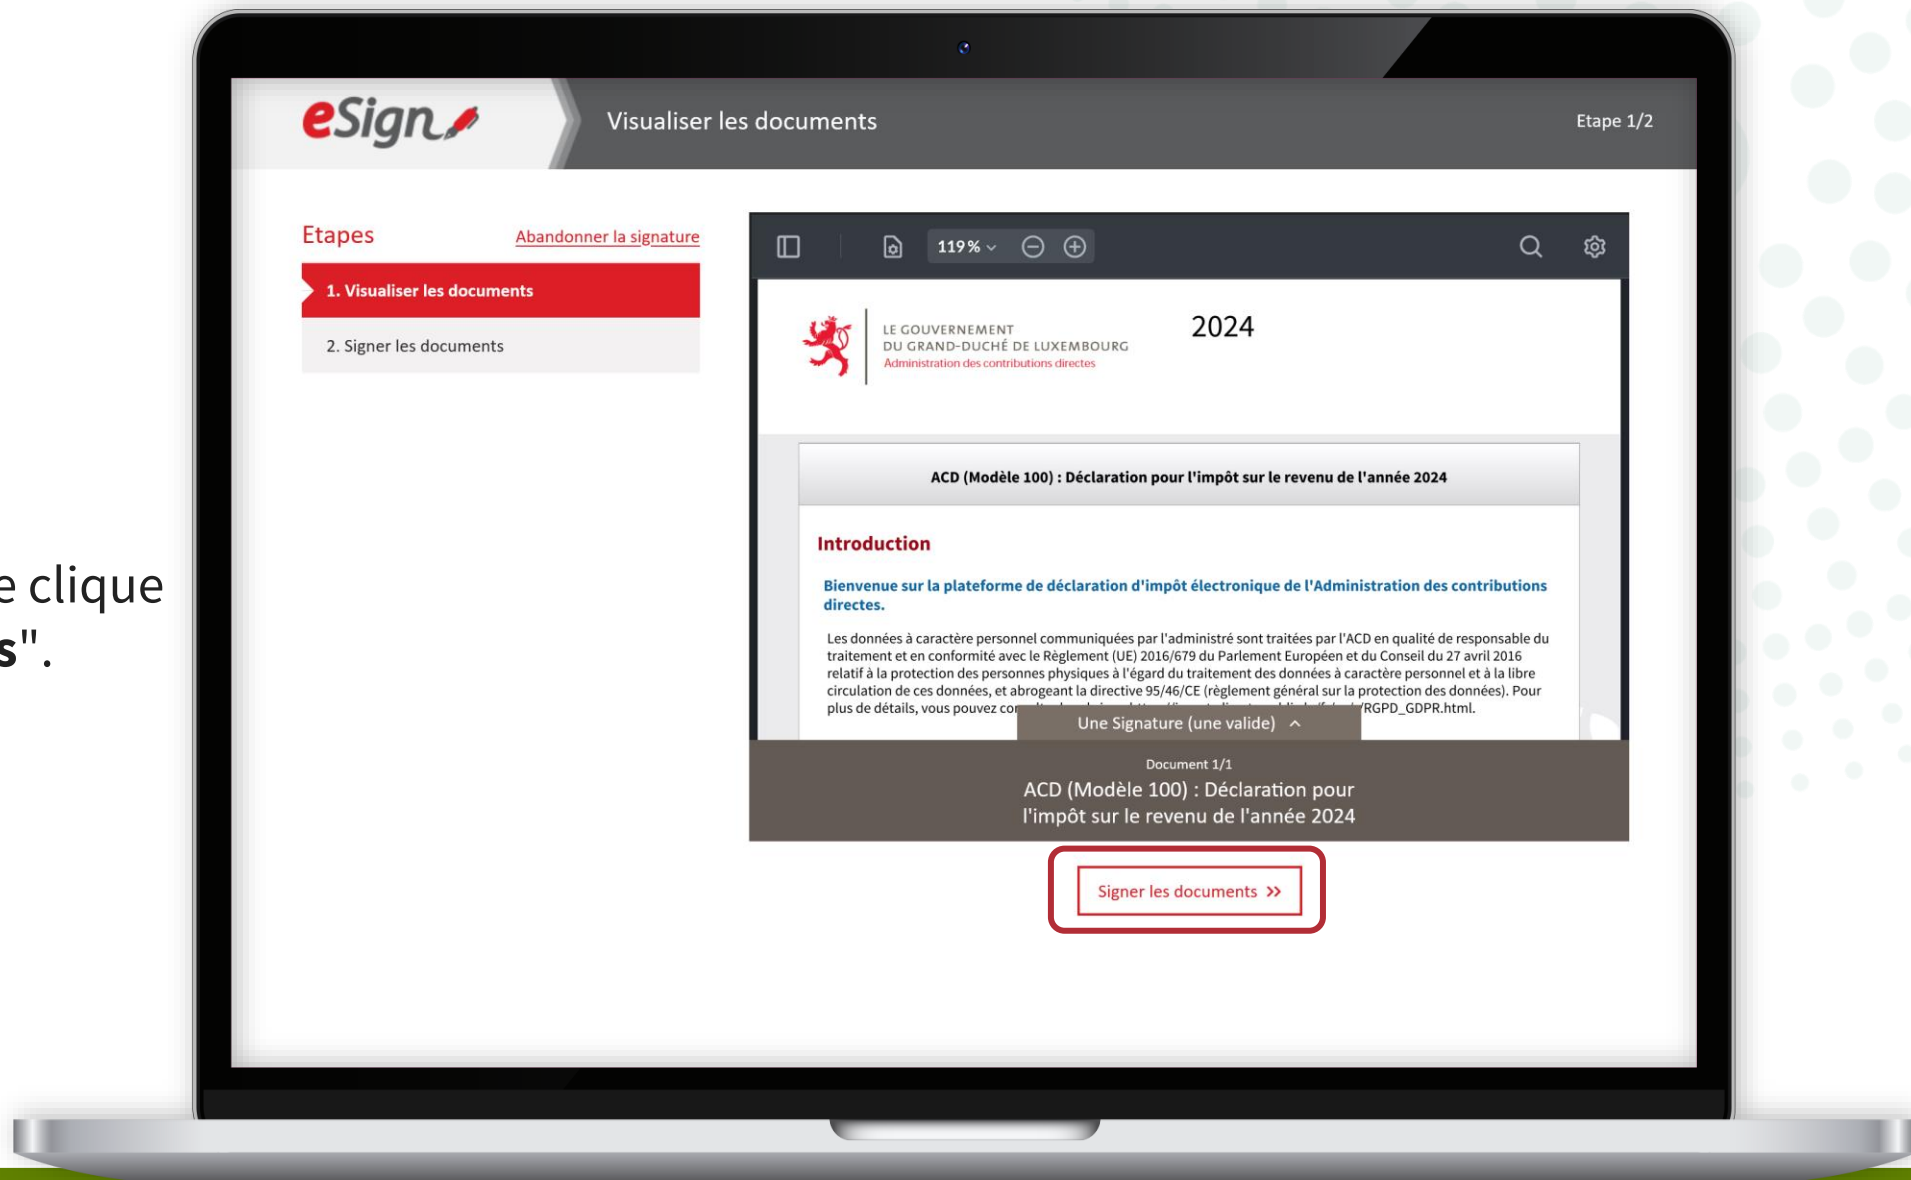 eSign
Visualiser les documents
Etape 1/2
Etapes
Abandonner la signature
1. Visualiser les documents
2. Signer les documents
119%
LE GOUVERNEMENT
DU GRAND-DUCHÉ DE LUXEMBOURG
Administration des contributions directes
2024
ACD (Modèle 100) : Déclaration pour l'impôt sur le revenu de l'année 2024
Introduction
Bienvenue sur la plateforme de déclaration d'impôt électronique de l'Administration des contributions
directes.
Les données à caractère personnel communiquées par l'administré sont traitées par l'ACD en qualité de responsable du
traitement et en conformité avec le Règlement (UE) 2016/679 du Parlement Européen et du Conseil du 27 avril 2016
relatif à la protection des personnes physiques à l'égard du traitement des données à caractère personnel et à la libre
circulation de ces données, et abrogeant la directive 95/46/CE (règlement général sur la protection des données). Pour
plus de détails, vous pouvez /RGPD_GDPR.html.
Une Signature (une valide)
Document 1/1
ACD (Modèle 100) : Déclaration pour
l'impôt sur le revenu de l'année 2024
Signer les documents >>
e clique
s".